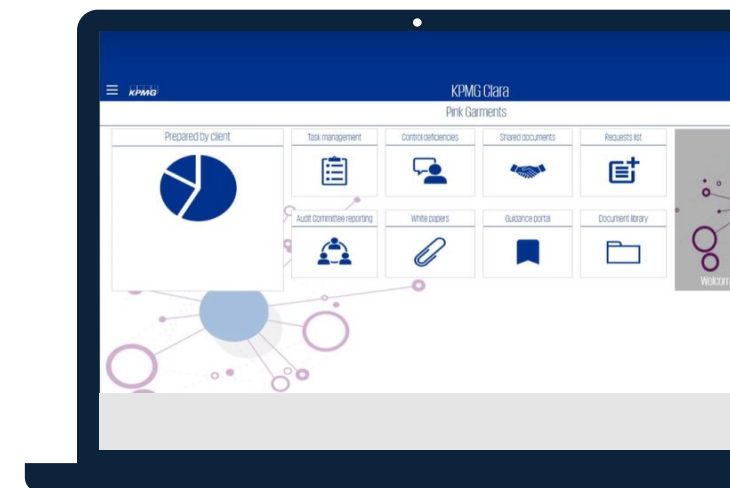 KPMG
KPMG Clara
Pink Garments
Prepared by client
Task management
Control deficiencies
Shared documents
Requests list
Audit Committee reporting
White papers
Guidance portal
Document library
Welcom